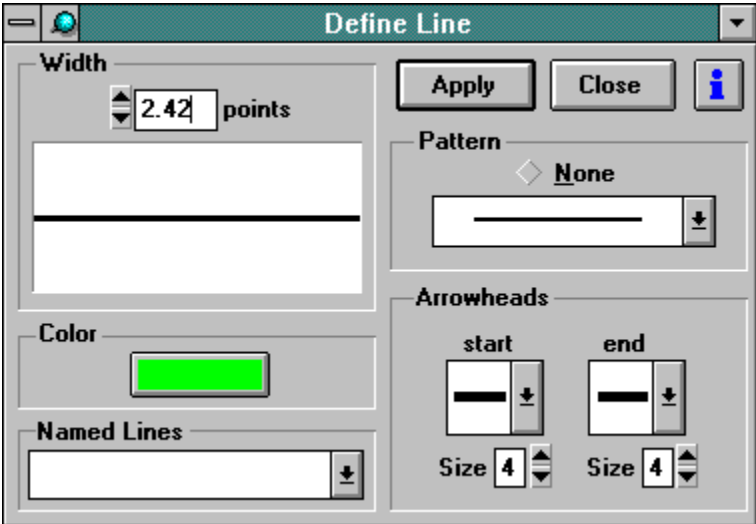 Define Line
Width
2.42 points
Apply
Close
i
Pattern
None
Arrowheads
start end
Size 4 Size 4
Color
Named Lines